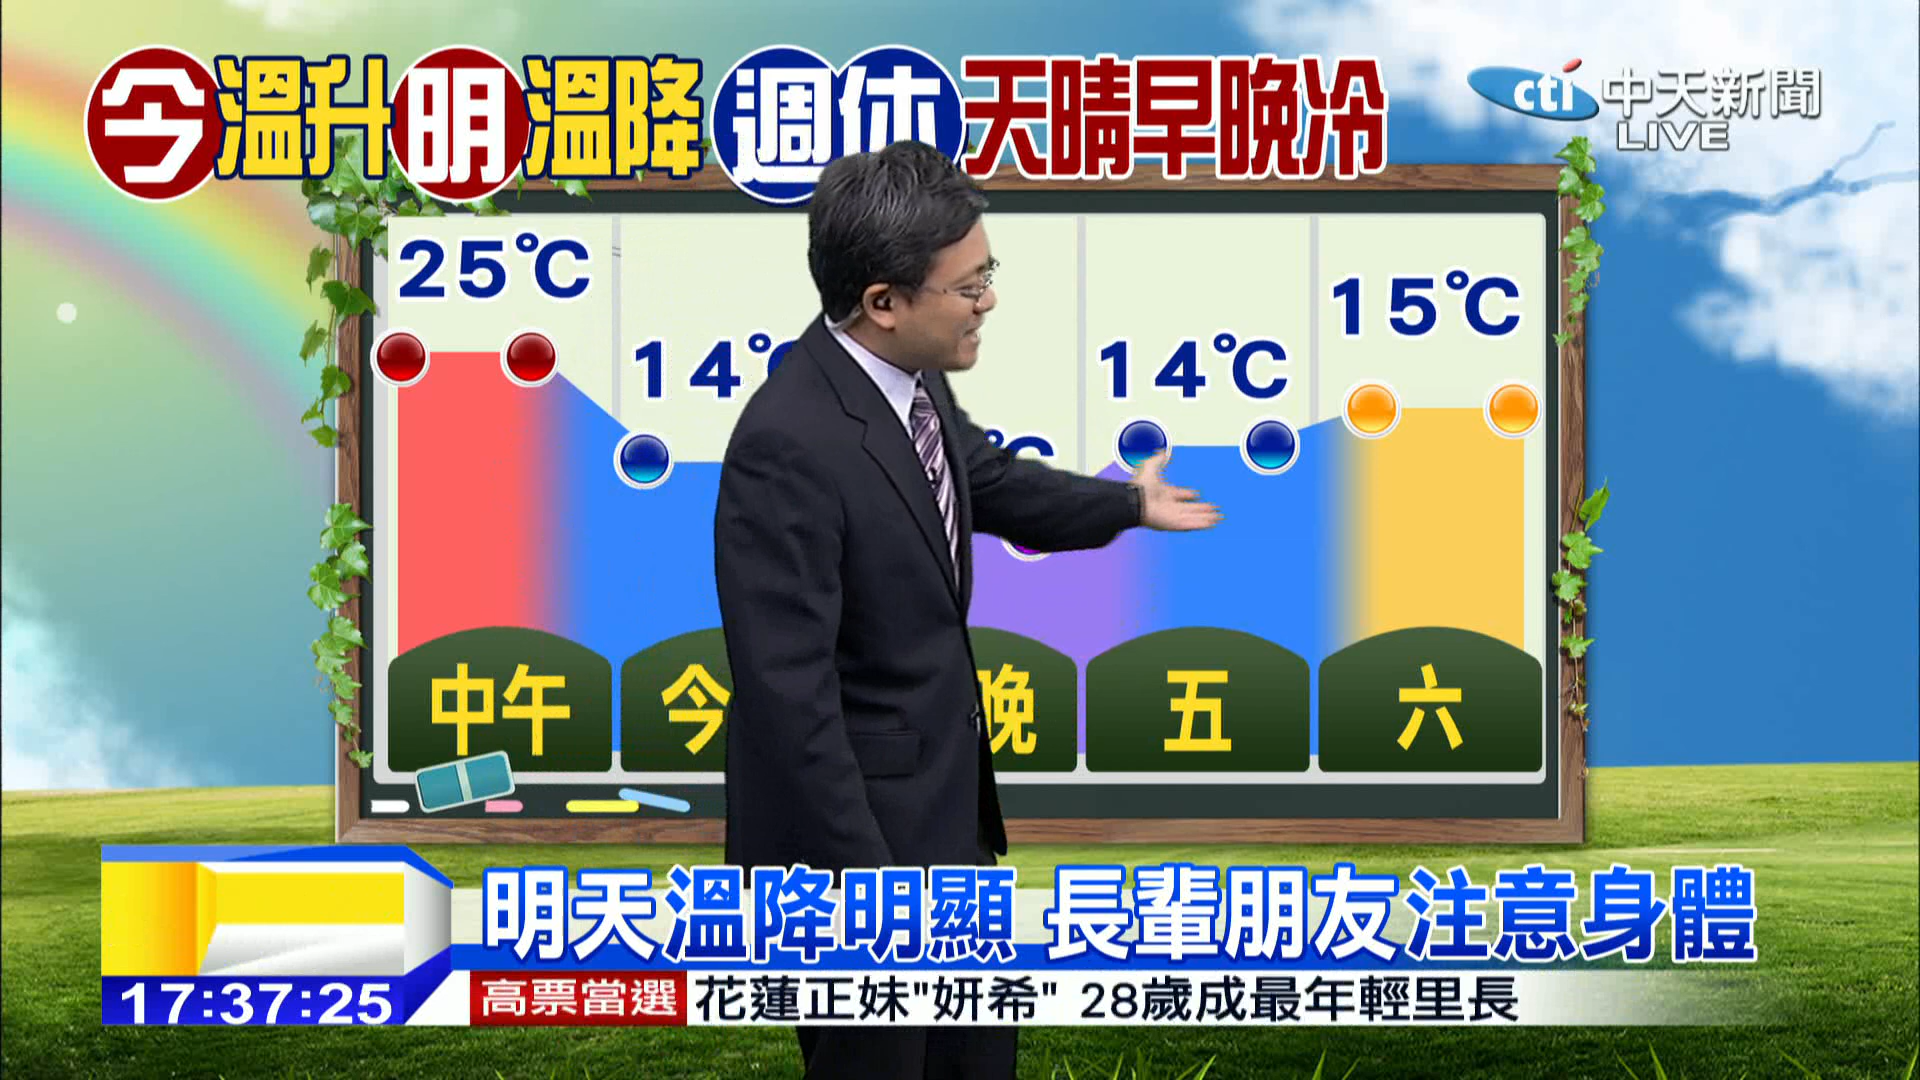 今溫升明溫降週休天晴早晚冷
cti 中天新聞
LIVE
25℃
14℃
℃
14℃
15℃
中午
今
晚
五
六
明天溫降明顯 長輩朋友注意身體
17:37:25
高票當選 花蓮正妹"妍希" 28歲成最年輕里長